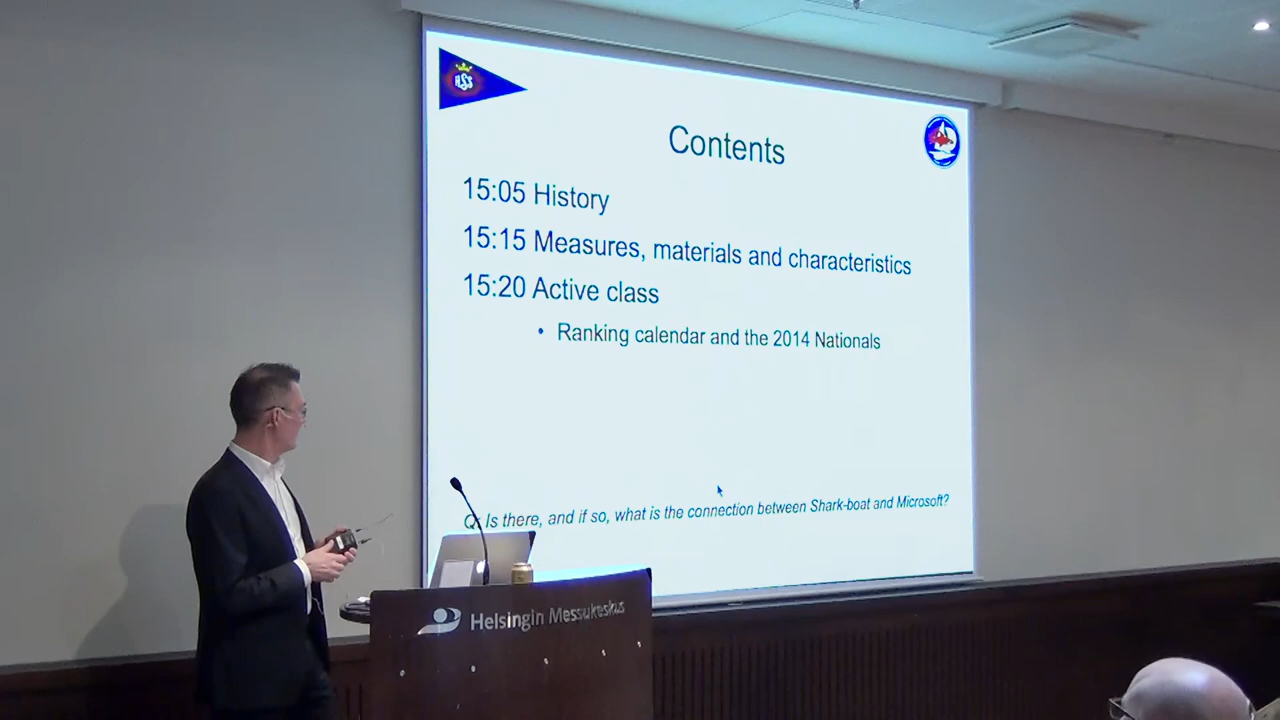 HSS
Contents
15:05 History
15:15 Measures, materials and characteristics
15:20 Active class
• Ranking calendar and the 2014 Nationals
Q: Is there, and if so, what is the connection between Shark-boat and Microsoft?
Helsingin Messukeskus